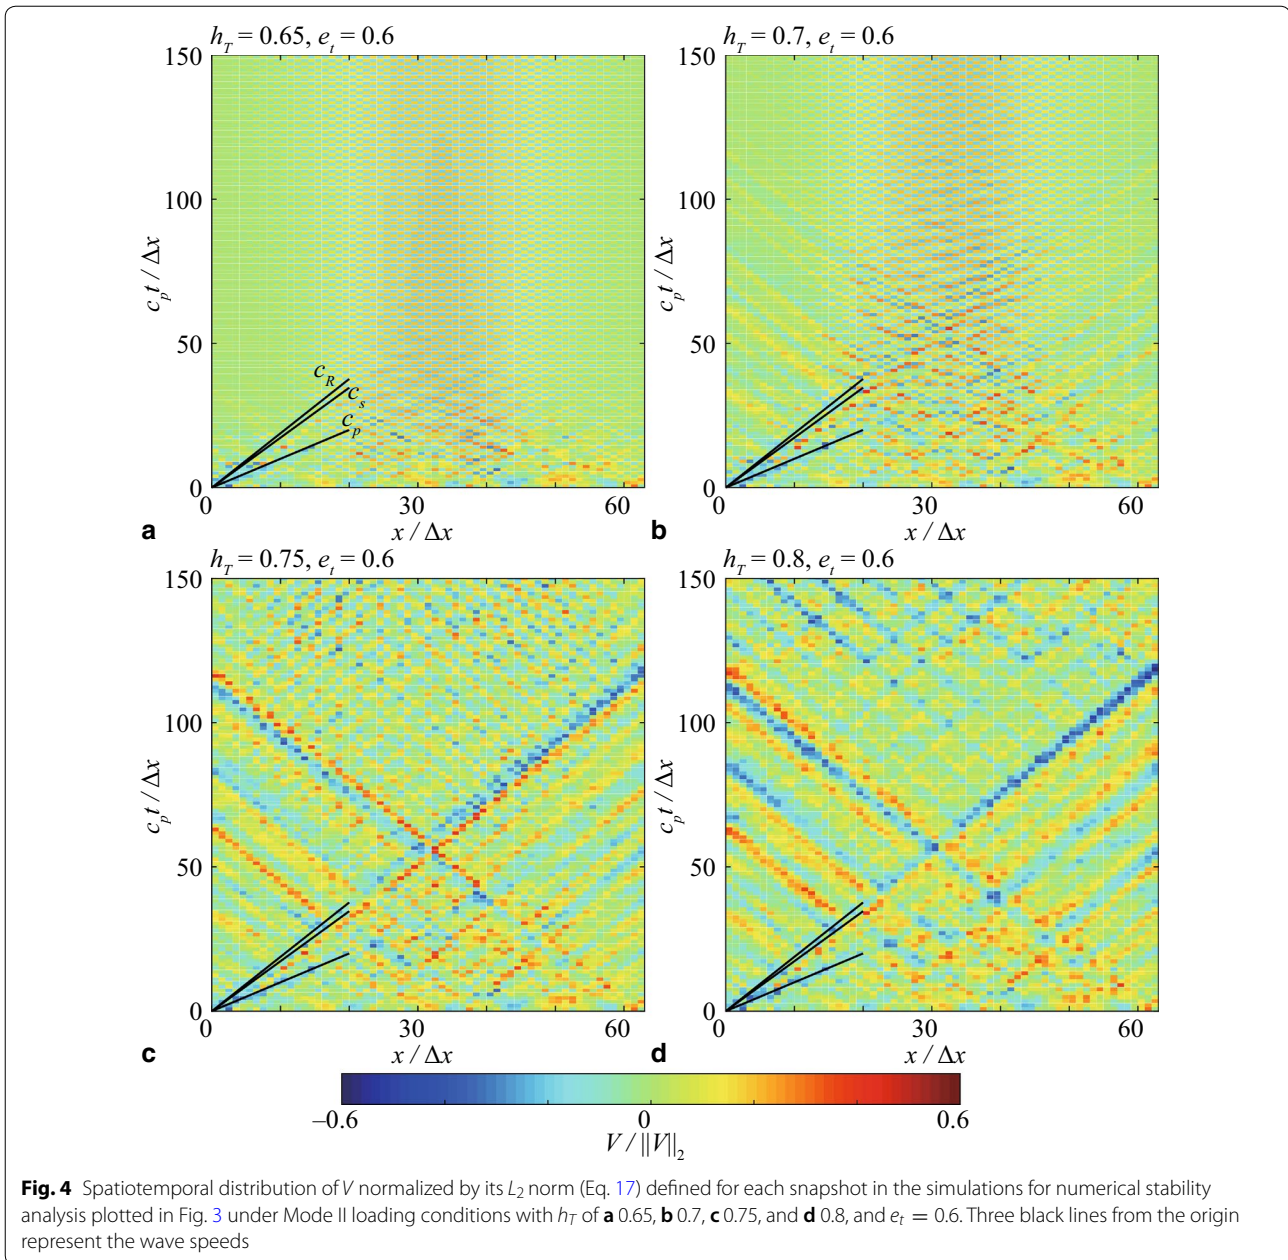 h_T = 0.65, e_t = 0.6
150
100
50
0
c_p t / Δx
c_R
c_s
c_p
0
30
60
x / Δx
a
h_T = 0.7, e_t = 0.6
150
100
50
0
c_p t / Δx
0
30
60
x / Δx
b
h_T = 0.75, e_t = 0.6
150
100
50
0
c_p t / Δx
0
30
60
x / Δx
c
h_T = 0.8, e_t = 0.6
150
100
50
0
c_p t / Δx
0
30
60
x / Δx
d
–0.6
0
0.6
V / ||V||_2
Fig. 4 Spatiotemporal distribution of V normalized by its L_2 norm (Eq. 17) defined for each snapshot in the simulations for numerical stability
analysis plotted in Fig. 3 under Mode II loading conditions with h_T of a 0.65, b 0.7, c 0.75, and d 0.8, and e_t = 0.6. Three black lines from the origin
represent the wave speeds